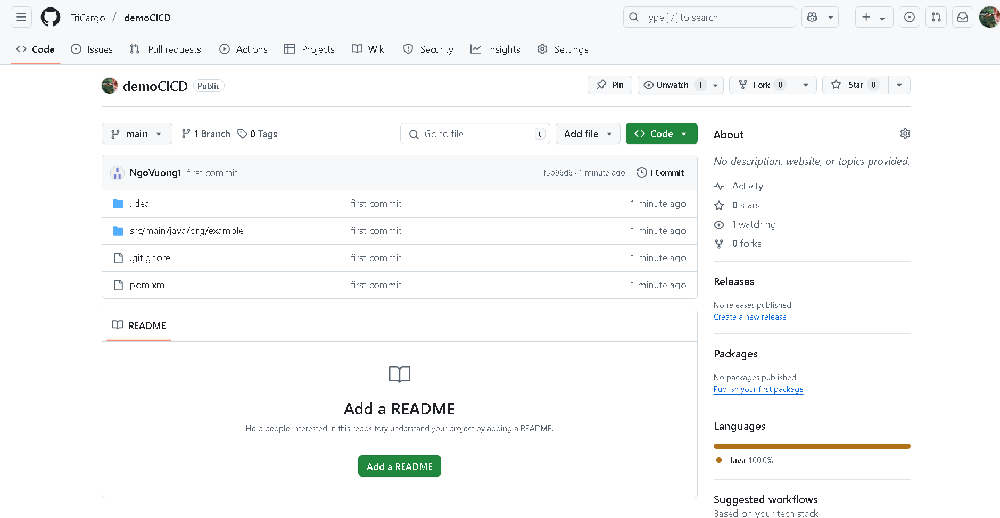 TriCargo / demoCICD
Type / to search
Code Issues Pull requests Actions Projects Wiki Security Insights Settings
demoCICD Public
Pin Unwatch 1 Fork 0 Star 0
main 1 Branch 0 Tags Go to file t Add file Code
NgoVuong1 first commit f5b96d6 · 1 minute ago 1 Commit
.idea first commit 1 minute ago
src/main/java/org/example first commit 1 minute ago
.gitignore first commit 1 minute ago
pom.xml first commit 1 minute ago
README
Add a README
Help people interested in this repository understand your project by adding a README.
Add a README
About
No description, website, or topics provided.
Activity
0 stars
1 watching
0 forks
Releases
No releases published
Create a new release
Packages
No packages published
Publish your first package
Languages
Java 100.0%
Suggested workflows
Based on your tech stack